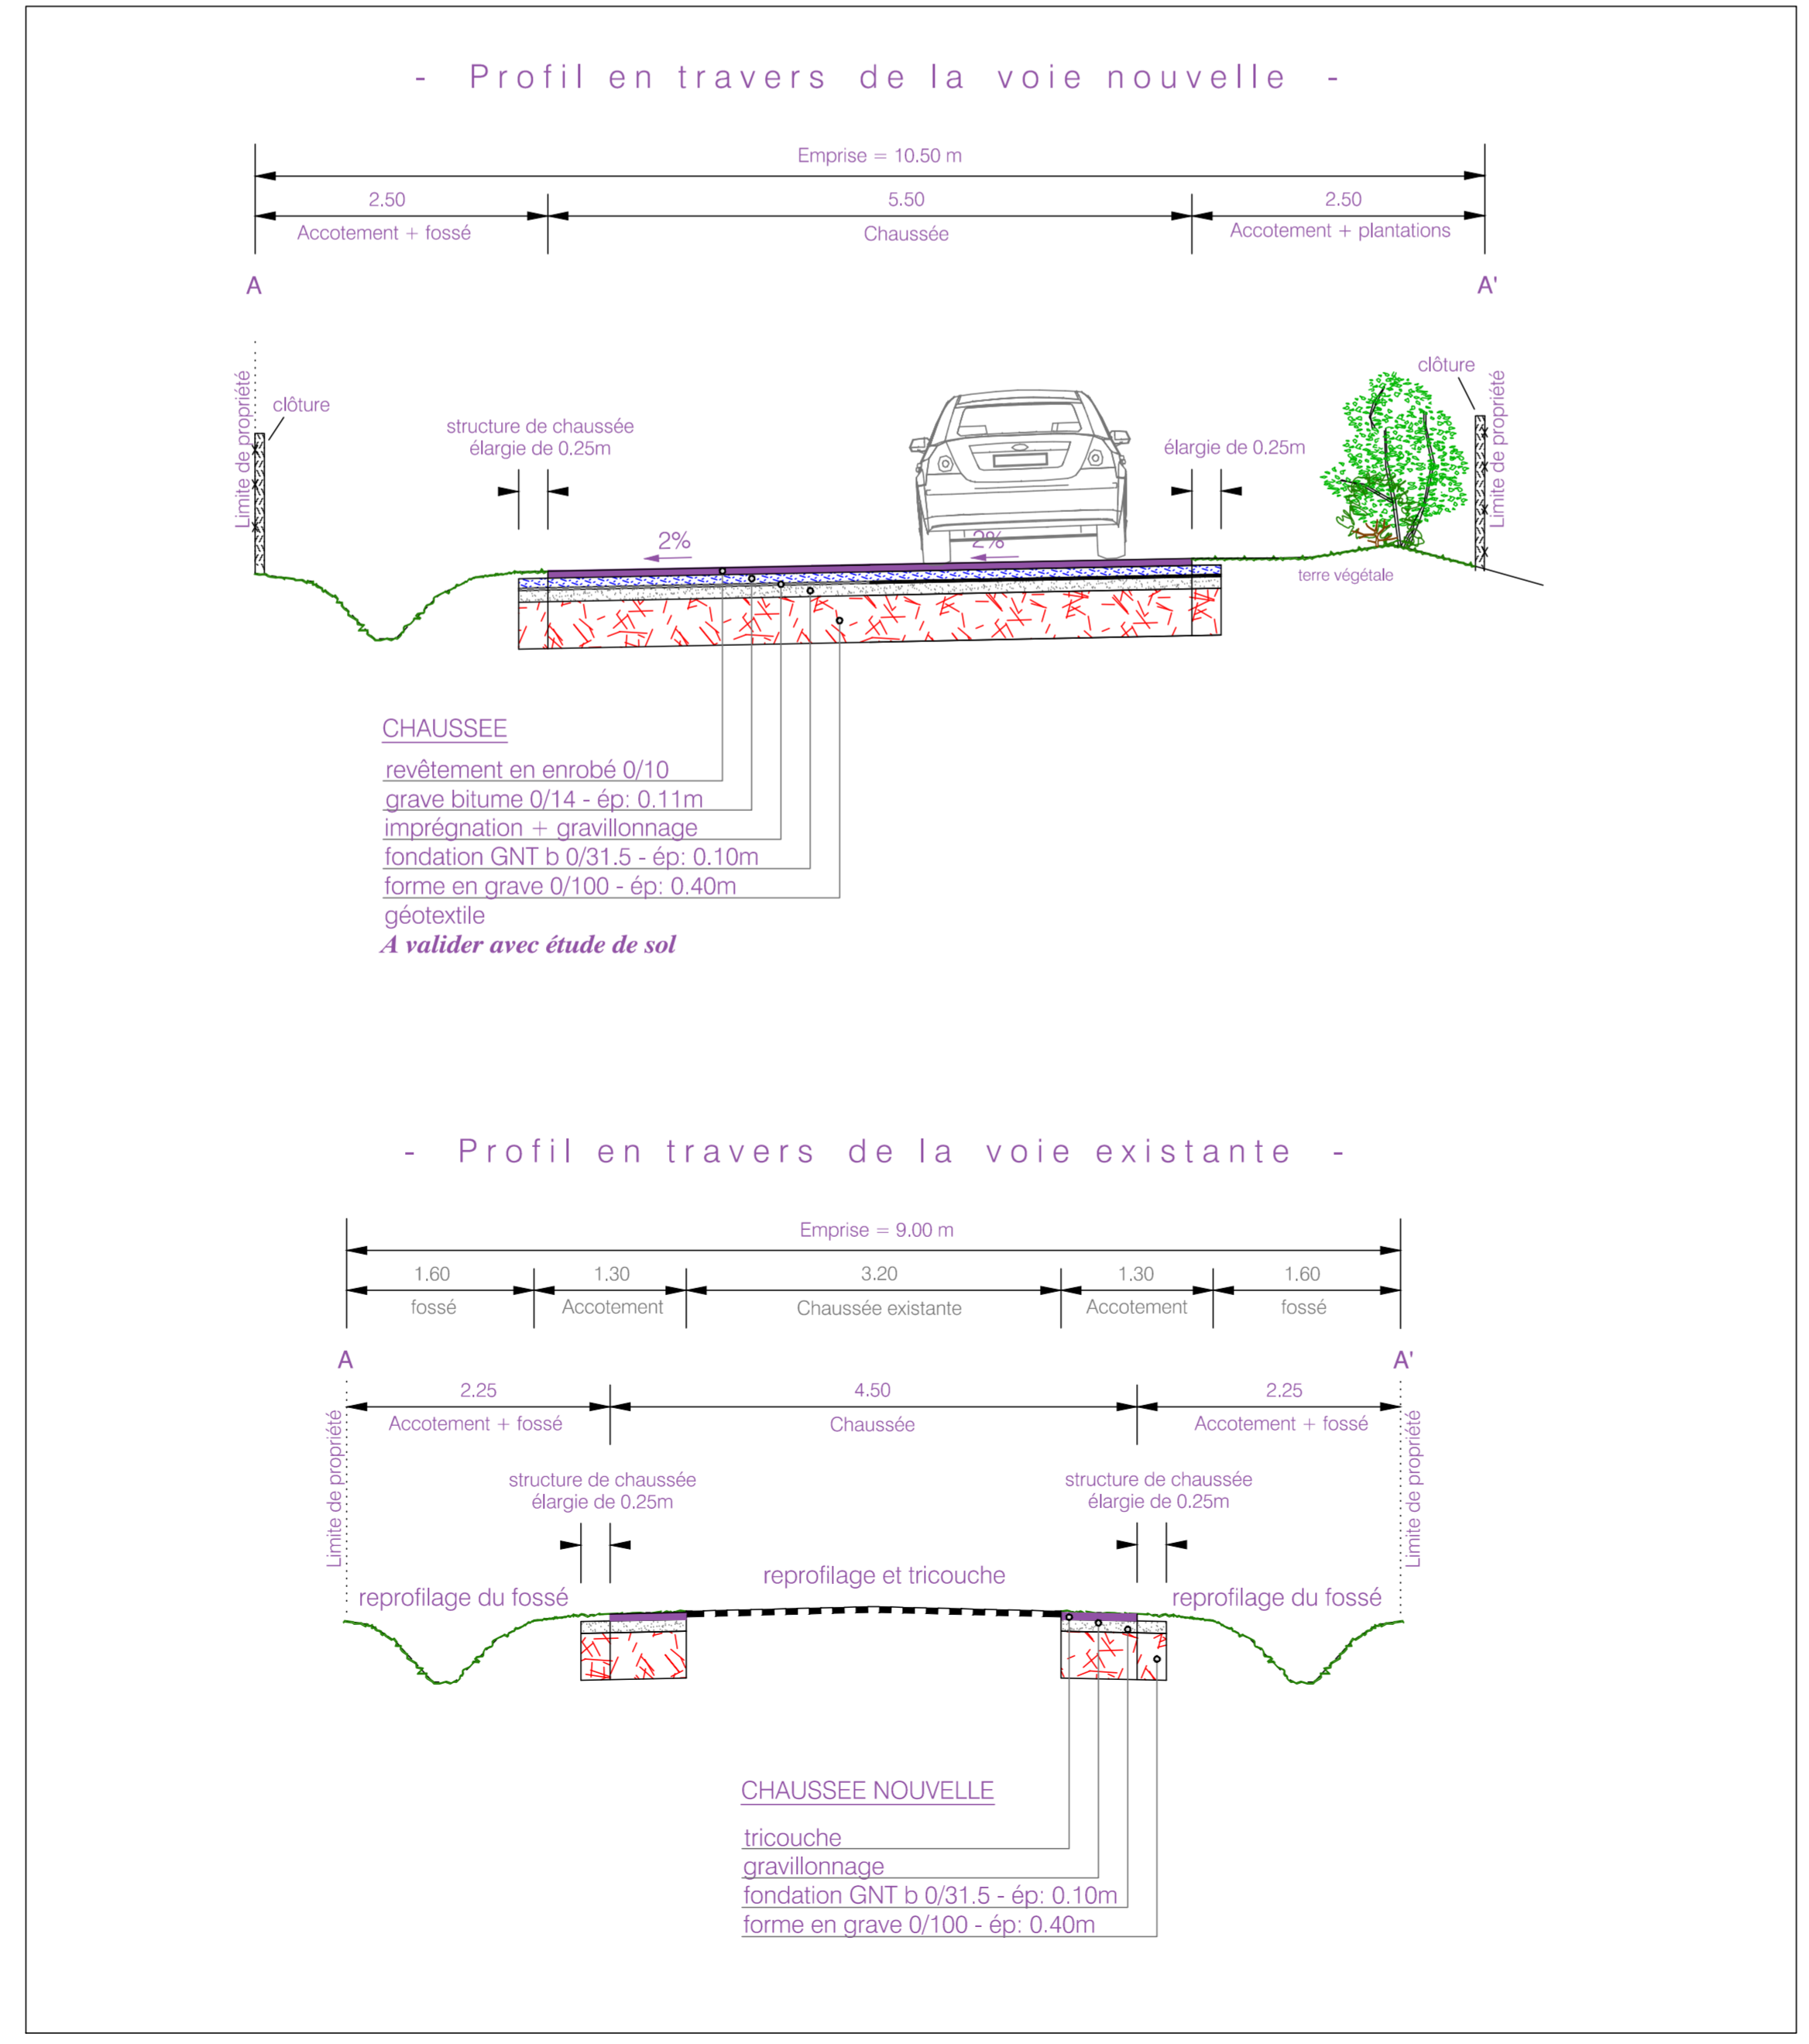 - Profil en travers de la voie nouvelle -
Emprise = 10.50 m
2.50
5.50
2.50
Accotement + fossé
Chaussée
Accotement + plantations
A
A'
Limite de propriété
clôture
structure de chaussée
élargie de 0.25m
élargie de 0.25m
clôture
Limite de propriété
2%
2%
terre végétale
CHAUSSEE
revêtement en enrobé 0/10
grave bitume 0/14 - ép: 0.11m
imprégnation + gravillonnage
fondation GNT b 0/31.5 - ép: 0.10m
forme en grave 0/100 - ép: 0.40m
géotextile
A valider avec étude de sol
- Profil en travers de la voie existante -
Emprise = 9.00 m
1.60
1.30
3.20
1.30
1.60
fossé
Accotement
Chaussée existante
Accotement
fossé
A
A'
2.25
4.50
2.25
Accotement + fossé
Chaussée
Accotement + fossé
Limite de propriété
structure de chaussée
élargie de 0.25m
structure de chaussée
élargie de 0.25m
Limite de propriété
reprofilage du fossé
reprofilage et tricouche
reprofilage du fossé
CHAUSSEE NOUVELLE
tricouche
gravillonnage
fondation GNT b 0/31.5 - ép: 0.10m
forme en grave 0/100 - ép: 0.40m